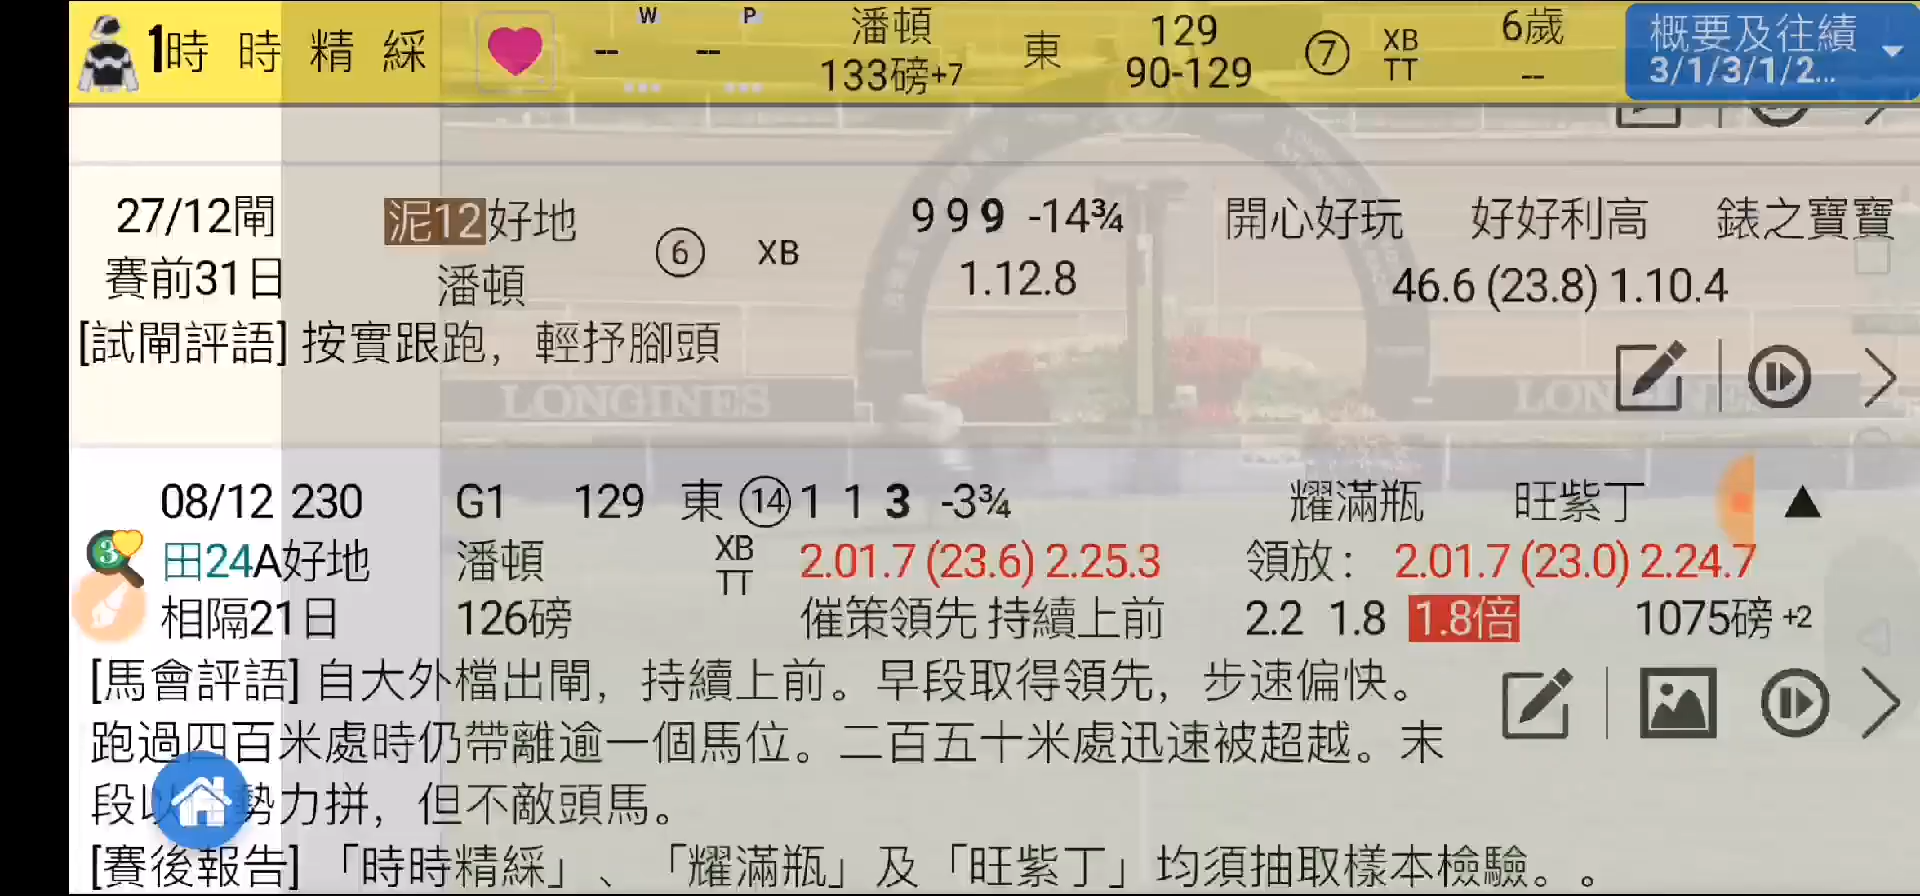 1時時精綵 -- W -- P 潘頓 東 129 ⑦ XB 6歲 概要及往績
133磅+7 90-129 TT -- 3/1/3/1/2...
27/12閘 泥12好地 ⑥ XB 9 9 9 -14¾ 開心好玩 好好利高 錶之寶寶
賽前31日 潘頓 1.12.8 46.6 (23.8) 1.10.4
[試閘評語] 按實跟跑，輕抒腳頭
LONGINES LONGINES
08/12 230 G1 129 東 ⑭ 1 1 3 -3¾ 耀滿瓶 旺紫丁 ▲
3 田24A好地 潘頓 XB TT 2.01.7 (23.6) 2.25.3 領放： 2.01.7 (23.0) 2.24.7
相隔21日 126磅 催策領先 持續上前 2.2 1.8 1.8倍 1075磅 +2
[馬會評語] 自大外檔出閘，持續上前。早段取得領先，步速偏快。
跑過四百米處時仍帶離逾一個馬位。二百五十米處迅速被超越。末
段以 勢力拼，但不敵頭馬。
[賽後報告] 「時時精綵」、「耀滿瓶」及「旺紫丁」均須抽取樣本檢驗。。